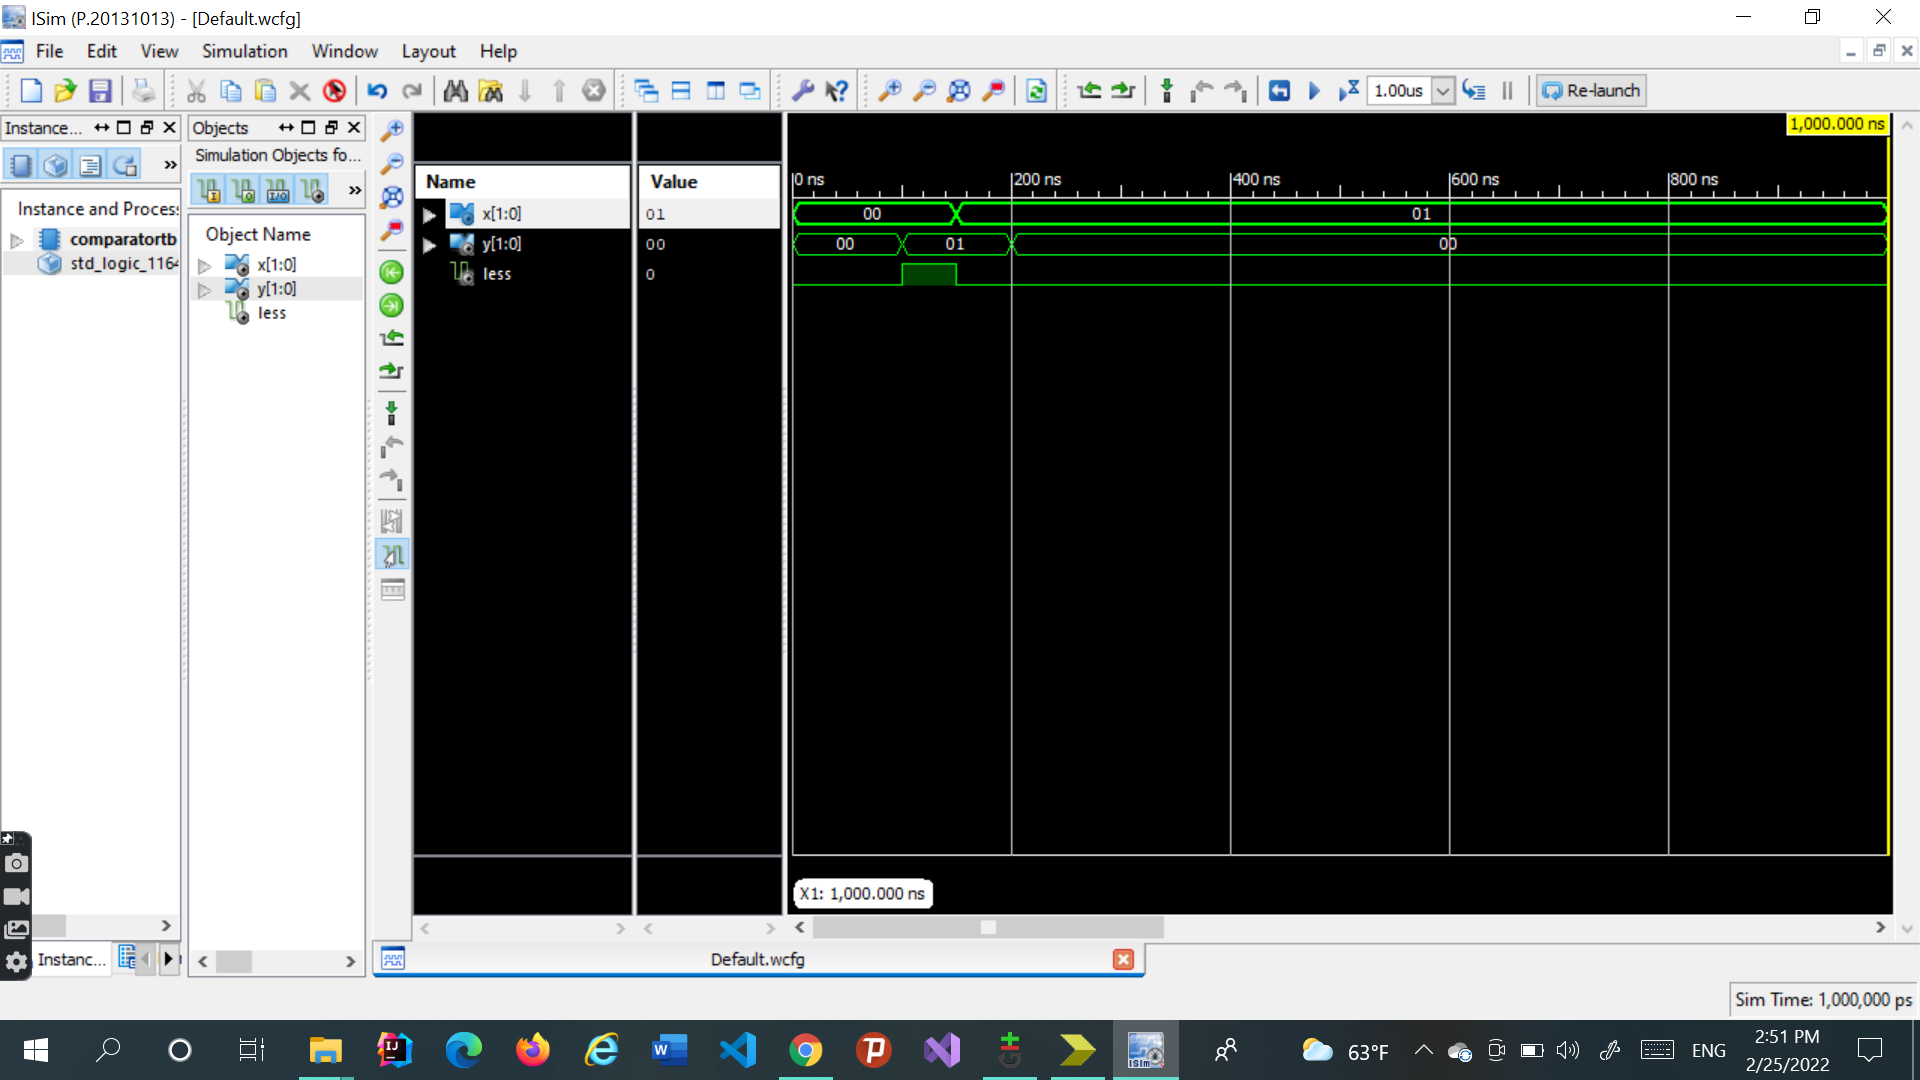 ISim (P.20131013) - [Default.wcfg]
File Edit View Simulation Window Layout Help
1.00us Re-launch
Instance... Objects
Simulation Objects fo...
Instance and Proces
comparatortb
std_logic_116
Object Name
x[1:0]
y[1:0]
less
Name Value
x[1:0] 01
y[1:0] 00
less 0
1,000.000 ns
0 ns 200 ns 400 ns 600 ns 800 ns
00 01
00 01 00
X1: 1,000.000 ns
Instanc...
Default.wcfg
Sim Time: 1,000,000 ps
63°F
ENG
2:51 PM
2/25/2022